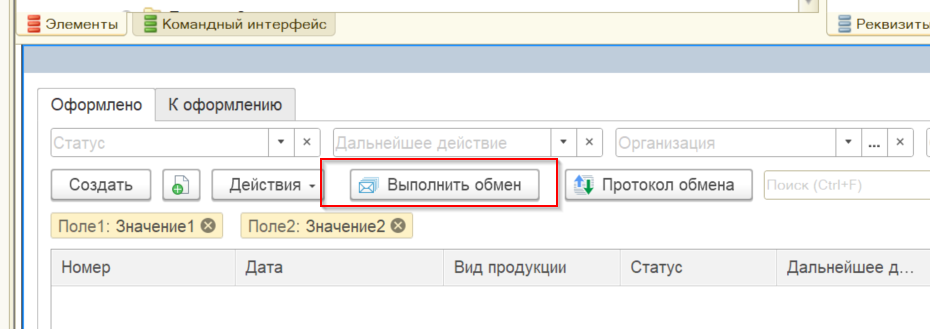 Элементы Командный интерфейс Реквизиты
Оформлено К оформлению
Статус Дальнейшее действие Организация ...
Создать Действия Выполнить обмен Протокол обмена Поиск (Ctrl+F)
Поле1: Значение1 Поле2: Значение2
Номер Дата Вид продукции Статус Дальнейшее д...